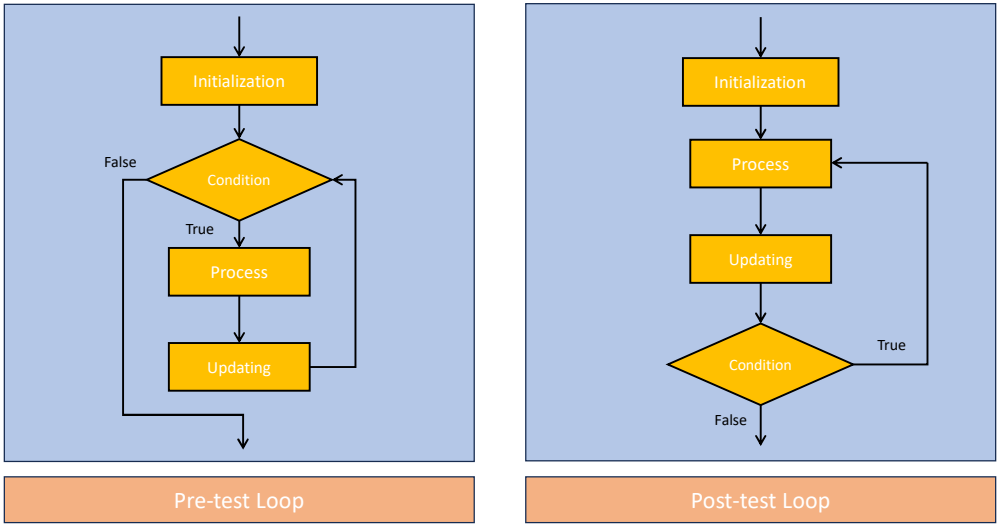 Initialization
False
Condition
True
Process
Updating
Pre-test Loop
Initialization
Process
Updating
Condition
True
False
Post-test Loop